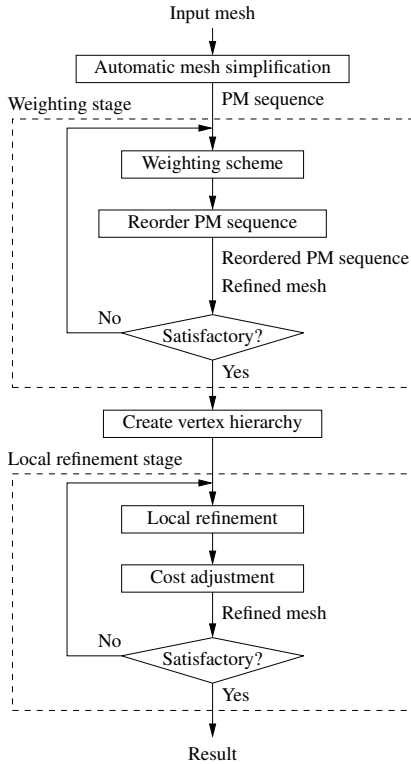 Input mesh
Automatic mesh simplification
PM sequence
Weighting stage
Weighting scheme
Reorder PM sequence
Reordered PM sequence
Refined mesh
No
Satisfactory?
Yes
Create vertex hierarchy
Local refinement stage
Local refinement
Cost adjustment
Refined mesh
No
Satisfactory?
Yes
Result